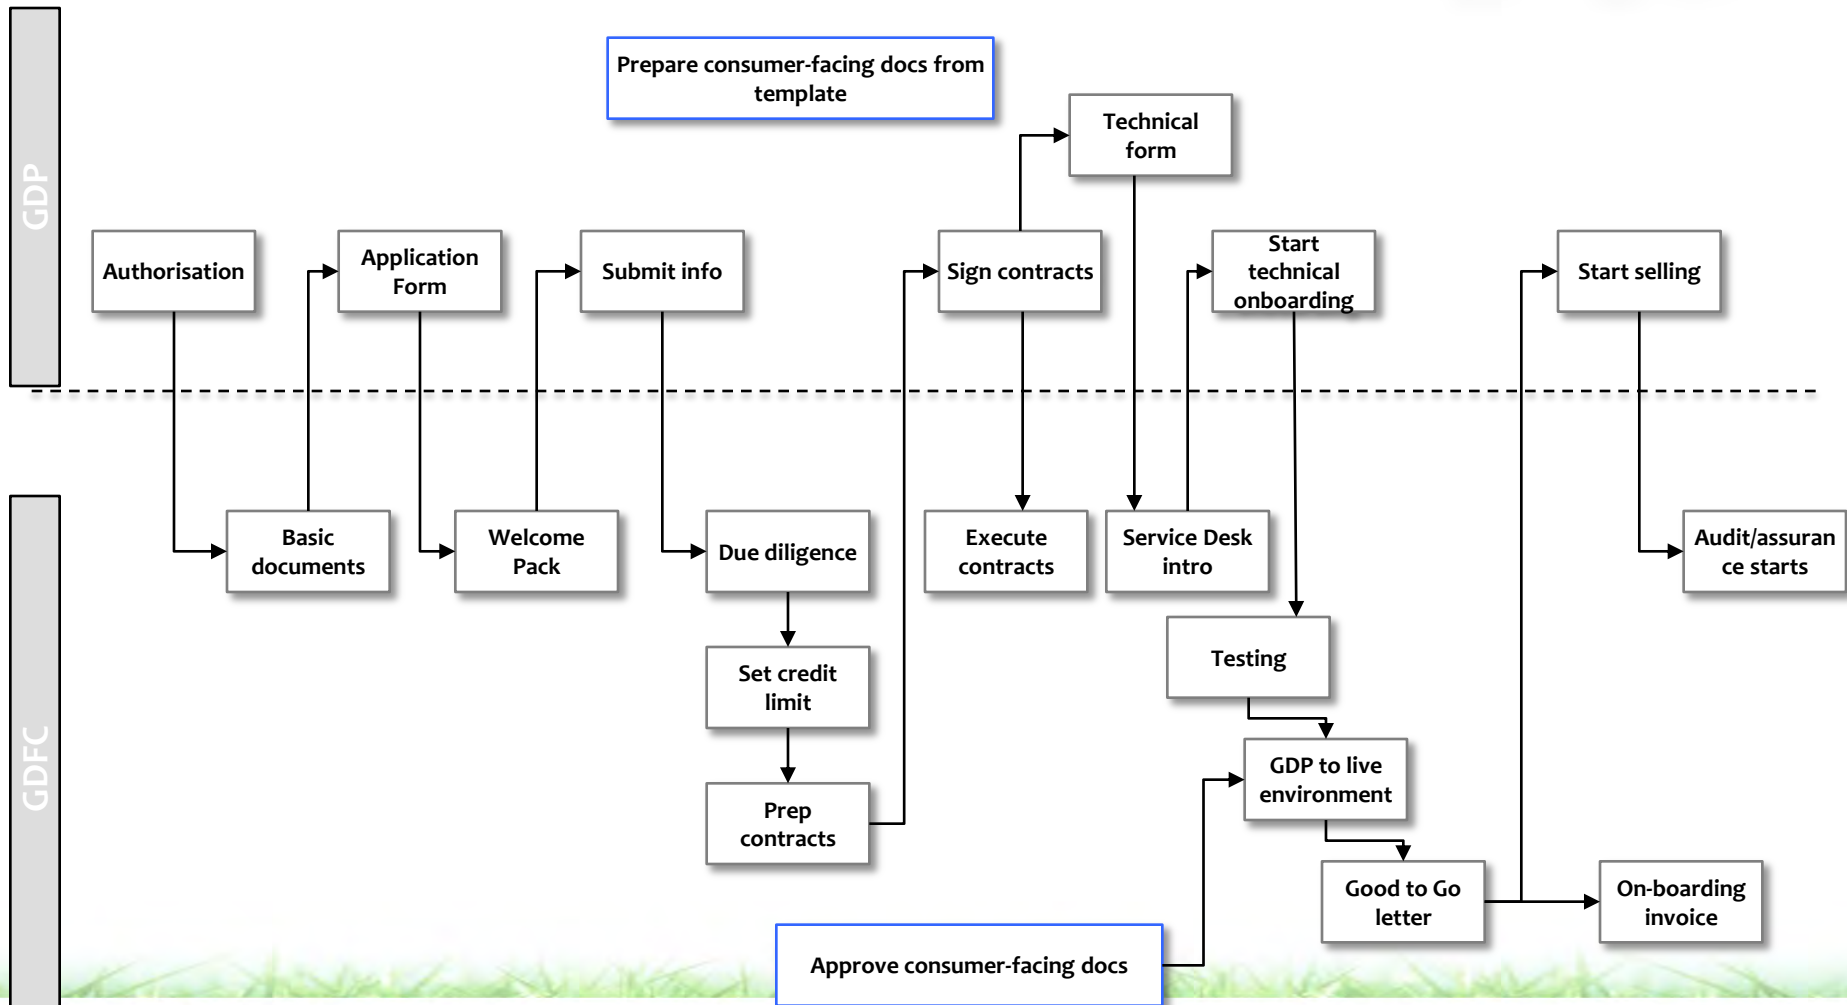 GDP
Prepare consumer-facing docs from
template
Technical
form
Authorisation
Application
Form
Submit info
Sign contracts
Start
technical
onboarding
Start selling
GDFC
Basic
documents
Welcome
Pack
Due diligence
Execute
contracts
Service Desk
intro
Audit/assuran
ce starts
Set credit
limit
Testing
Prep
contracts
GDP to live
environment
Good to Go
letter
On-boarding
invoice
Approve consumer-facing docs